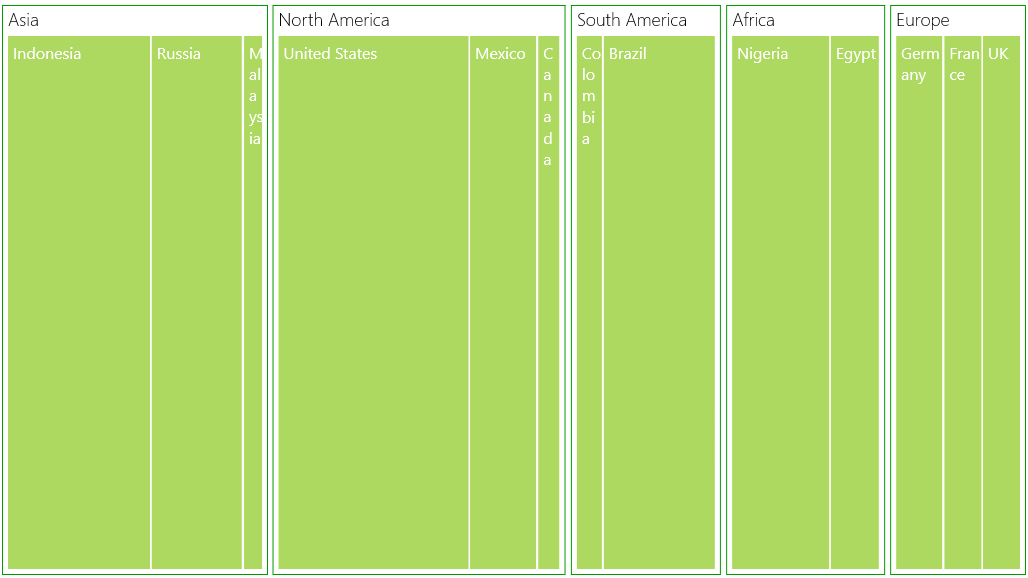 Asia
Indonesia
Russia
M
al
a
ys
ia
North America
United States
Mexico
C
a
n
a
d
a
South America
Co
lo
m
bi
a
Brazil
Africa
Nigeria
Egypt
Europe
Germ
any
Fran
ce
UK